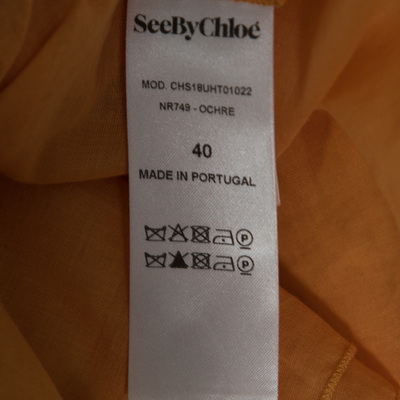 SeeByChloé
MOD. CHS18UHT01022
NR749 - OCHRE
40
MADE IN PORTUGAL
P
P